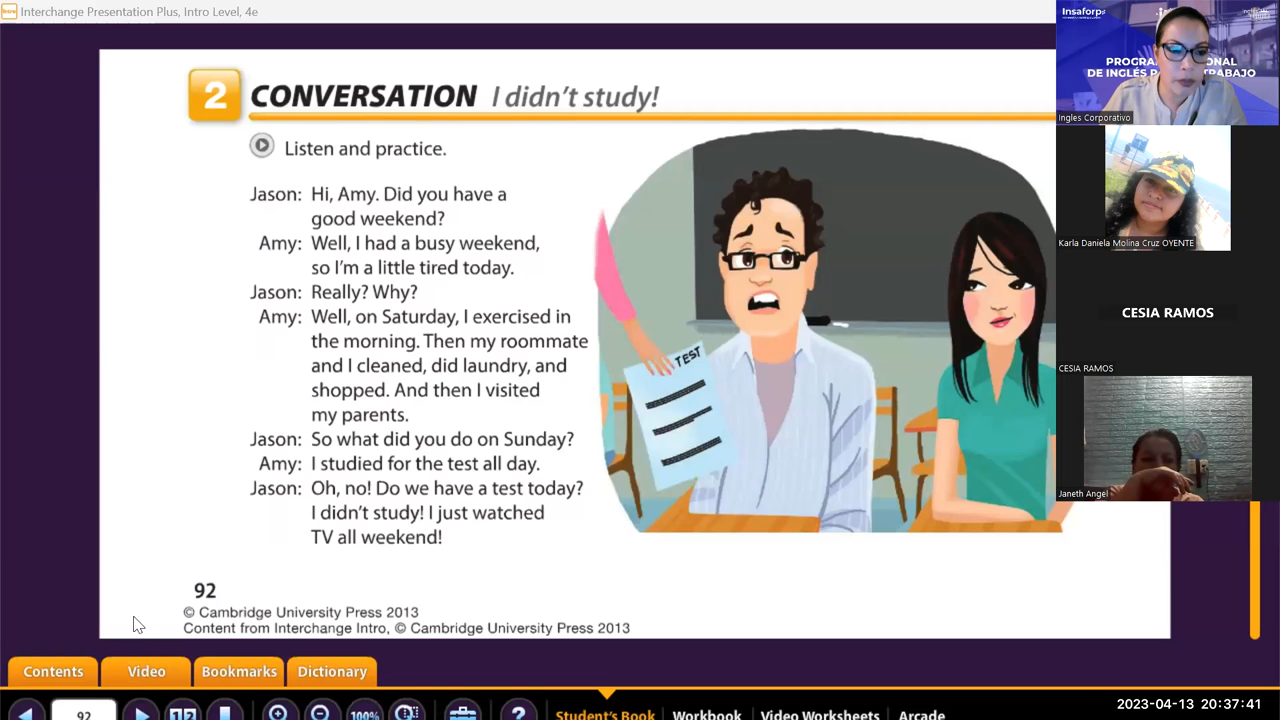 Interchange Presentation Plus, Intro Level, 4e
2 CONVERSATION I didn't study!
Listen and practice.
Jason: Hi, Amy. Did you have a
good weekend?
Amy: Well, I had a busy weekend,
so I'm a little tired today.
Jason: Really? Why?
Amy: Well, on Saturday, I exercised in
the morning. Then my roommate
and I cleaned, did laundry, and
shopped. And then I visited
my parents.
Jason: So what did you do on Sunday?
Amy: I studied for the test all day.
Jason: Oh, no! Do we have a test today?
I didn't study! I just watched
TV all weekend!
TEST
92
© Cambridge University Press 2013
Content from Interchange Intro, © Cambridge University Press 2013
Contents Video Bookmarks Dictionary
92 1 2 100% ? Student's Book Workbook Video Worksheets Arcade
Insaforp
Ingles Corporativo
Karla Daniela Molina Cruz OYENTE
CESIA RAMOS
CESIA RAMOS
Janeth Angel
2023-04-13 20:37:41